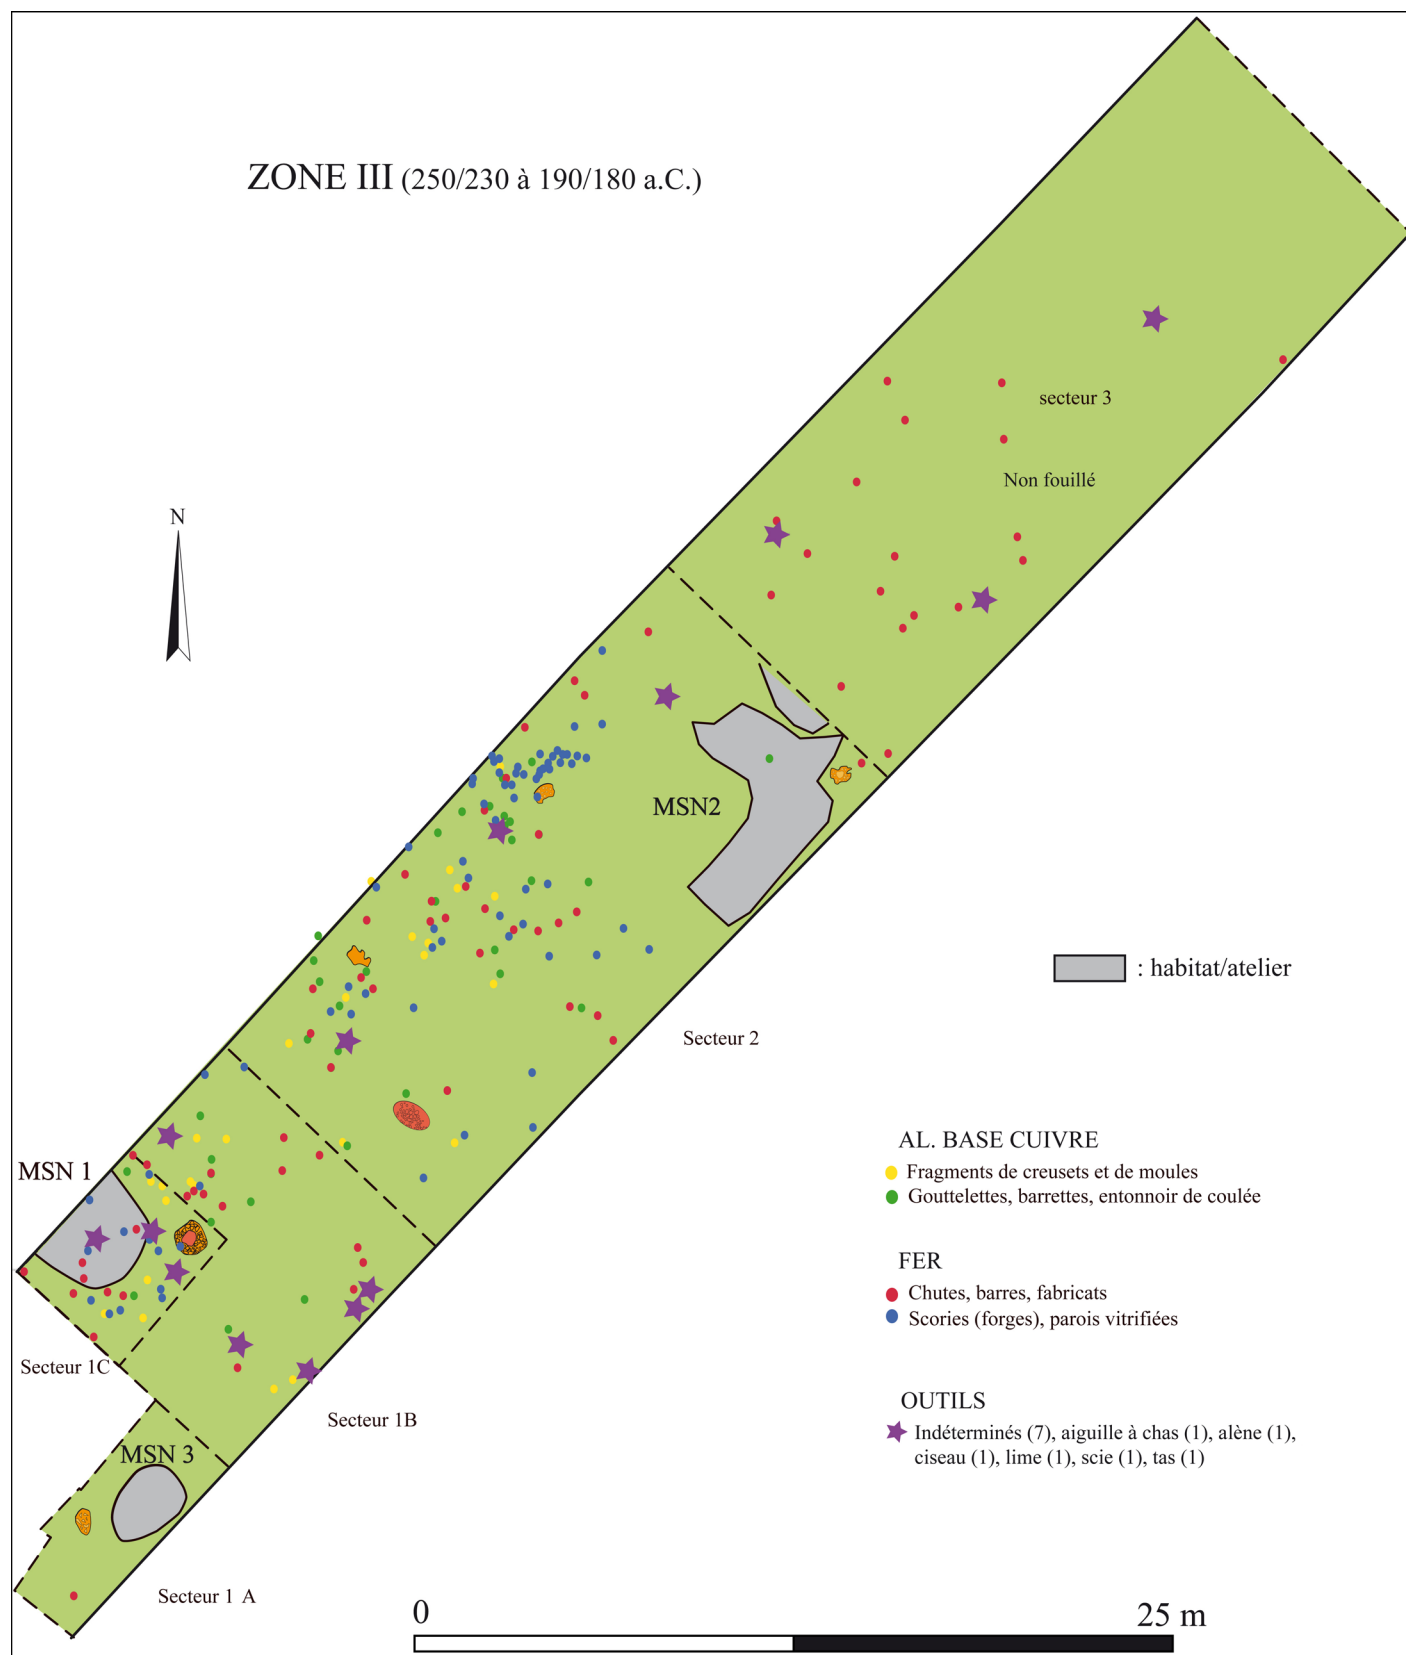 ZONE III (250/230 à 190/180 a.C.)
secteur 3
Non fouillé
N
MSN2
: habitat/atelier
Secteur 2
AL. BASE CUIVRE
Fragments de creusets et de moules
Gouttelettes, barrettes, entonnoir de coulée
MSN 1
FER
Chutes, barres, fabricats
Scories (forges), parois vitrifiées
Secteur 1C
OUTILS
Secteur 1B
Indéterminés (7), aiguille à chas (1), alène (1),
ciseau (1), lime (1), scie (1), tas (1)
MSN 3
Secteur 1 A
0 25 m